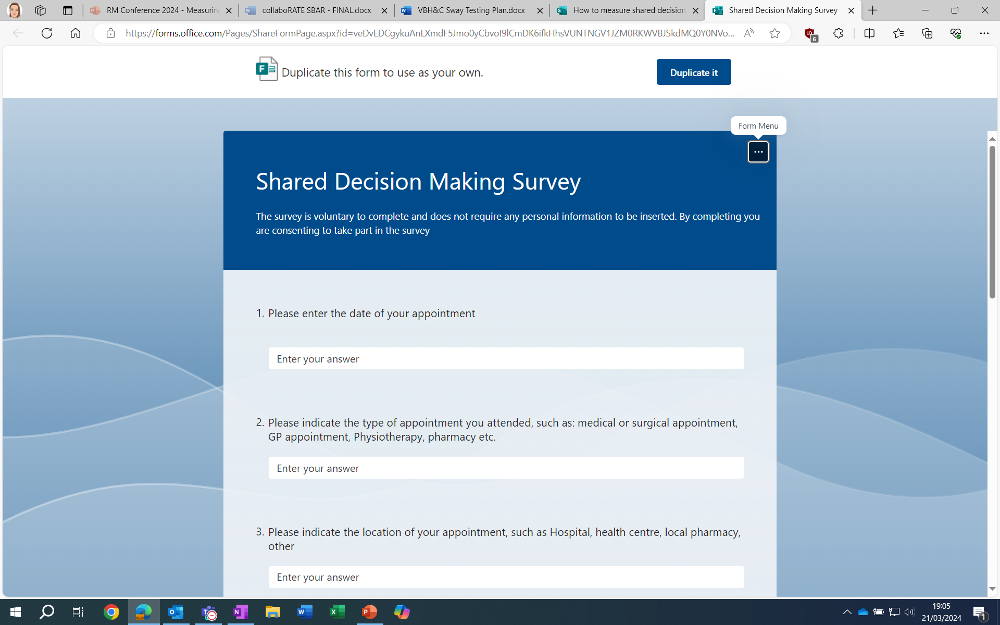 RM Conference 2024 - Measuring
collaboRATE SBAR - FINAL.docx
VBH&C Sway Testing Plan.docx
How to measure shared decision
Shared Decision Making Survey
https://forms.office.com/Pages/ShareFormPage.aspx?id=veDvEDCgykuAnLXmdF5Jmo0yCbvoI9lCmDK6ifkHhsVUNTNGV1JZM0RKWVBJSkdMQ0Y0NVo...
6
Duplicate this form to use as your own.
Duplicate it
Form Menu
Shared Decision Making Survey
The survey is voluntary to complete and does not require any personal information to be inserted. By completing you
are consenting to take part in the survey
1. Please enter the date of your appointment
Enter your answer
2. Please indicate the type of appointment you attended, such as: medical or surgical appointment,
GP appointment, Physiotherapy, pharmacy etc.
Enter your answer
3. Please indicate the location of your appointment, such as Hospital, health centre, local pharmacy,
other
Enter your answer
19:05
21/03/2024
1